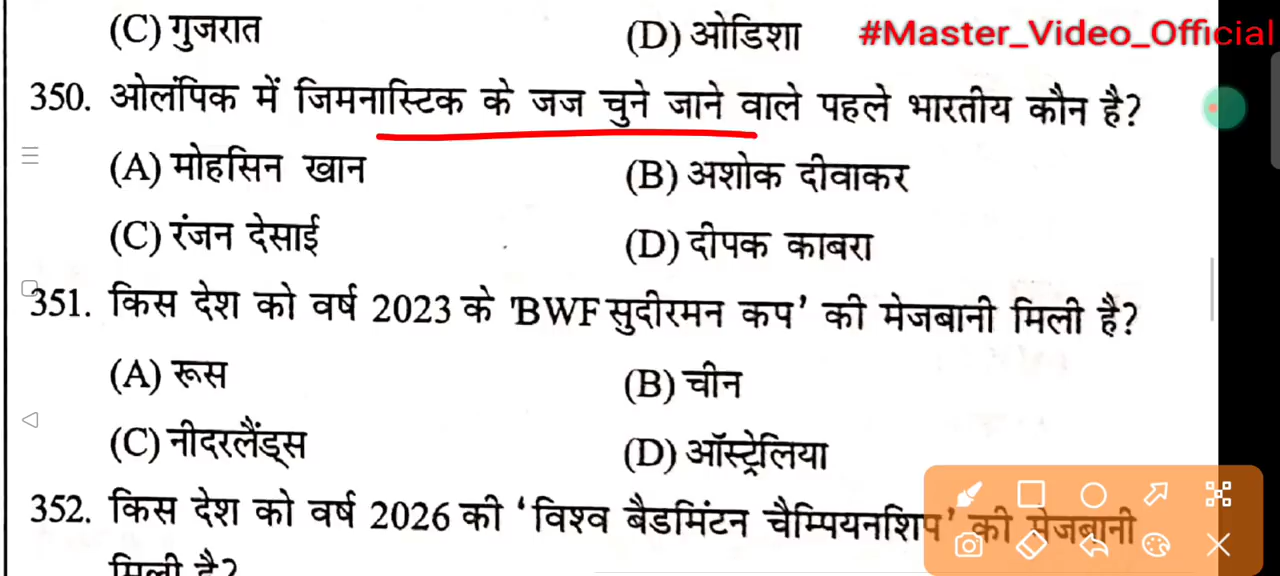 (C) गुजरात (D) ओडिशा #Master_Video_Official
350. ओलंपिक में जिमनास्टिक के जज चुने जाने वाले पहले भारतीय कौन है?
(A) मोहसिन खान (B) अशोक दीवाकर
(C) रंजन देसाई (D) दीपक काबरा
351. किस देश को वर्ष 2023 के 'BWF सुदीरमन कप' की मेजबानी मिली है?
(A) रूस (B) चीन
(C) नीदरलैंड्स (D) ऑस्ट्रेलिया
352. किस देश को वर्ष 2026 की 'विश्व बैडमिंटन चैम्पियनशिप' की मेजबानी
मिली है?